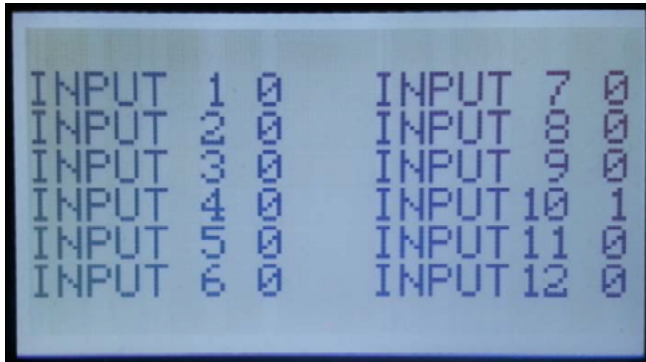 INPUT 1 0 INPUT 7 0
INPUT 2 0 INPUT 8 0
INPUT 3 0 INPUT 9 0
INPUT 4 0 INPUT 10 1
INPUT 5 0 INPUT 11 0
INPUT 6 0 INPUT 12 0